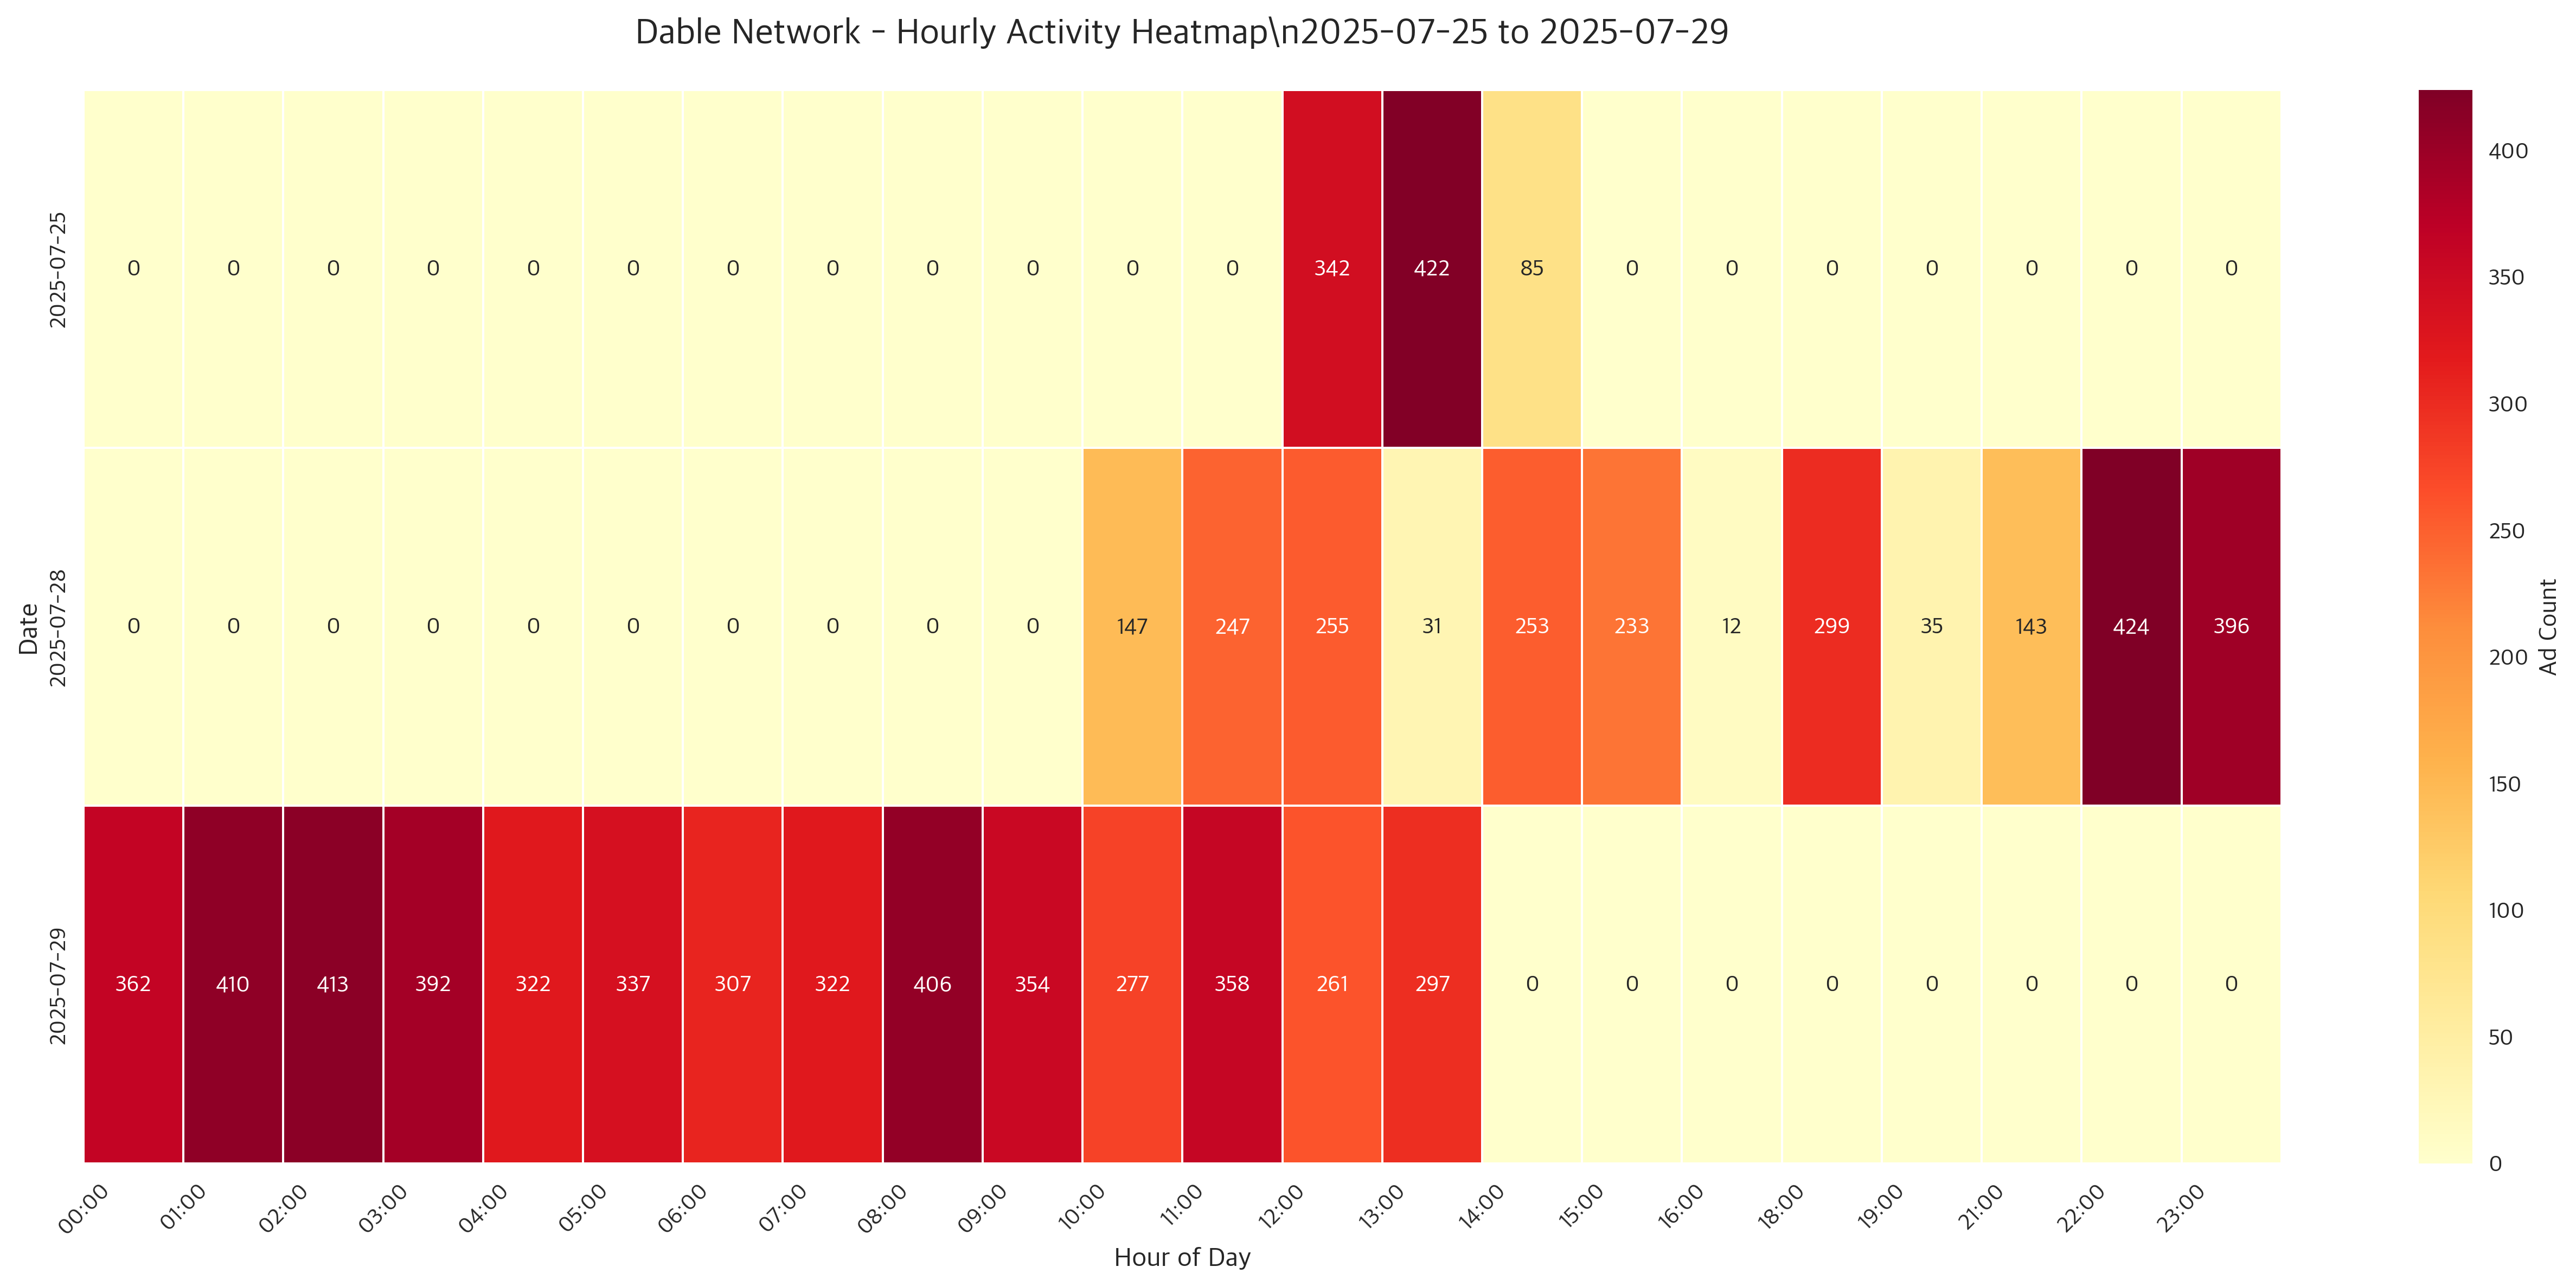 Dable Network - Hourly Activity Heatmap\n2025-07-25 to 2025-07-29
Date
2025-07-25
0 0 0 0 0 0 0 0 0 0 0 0 342 422 85 0 0 0 0 0 0 0
2025-07-28
0 0 0 0 0 0 0 0 0 0 147 247 255 31 253 233 12 299 35 143 424 396
2025-07-29
362 410 413 392 322 337 307 322 406 354 277 358 261 297 0 0 0 0 0 0 0 0
00:00 01:00 02:00 03:00 04:00 05:00 06:00 07:00 08:00 09:00 10:00 11:00 12:00 13:00 14:00 15:00 16:00 18:00 19:00 21:00 22:00 23:00
Hour of Day
400
350
300
250
200
150
100
50
0
Ad Count